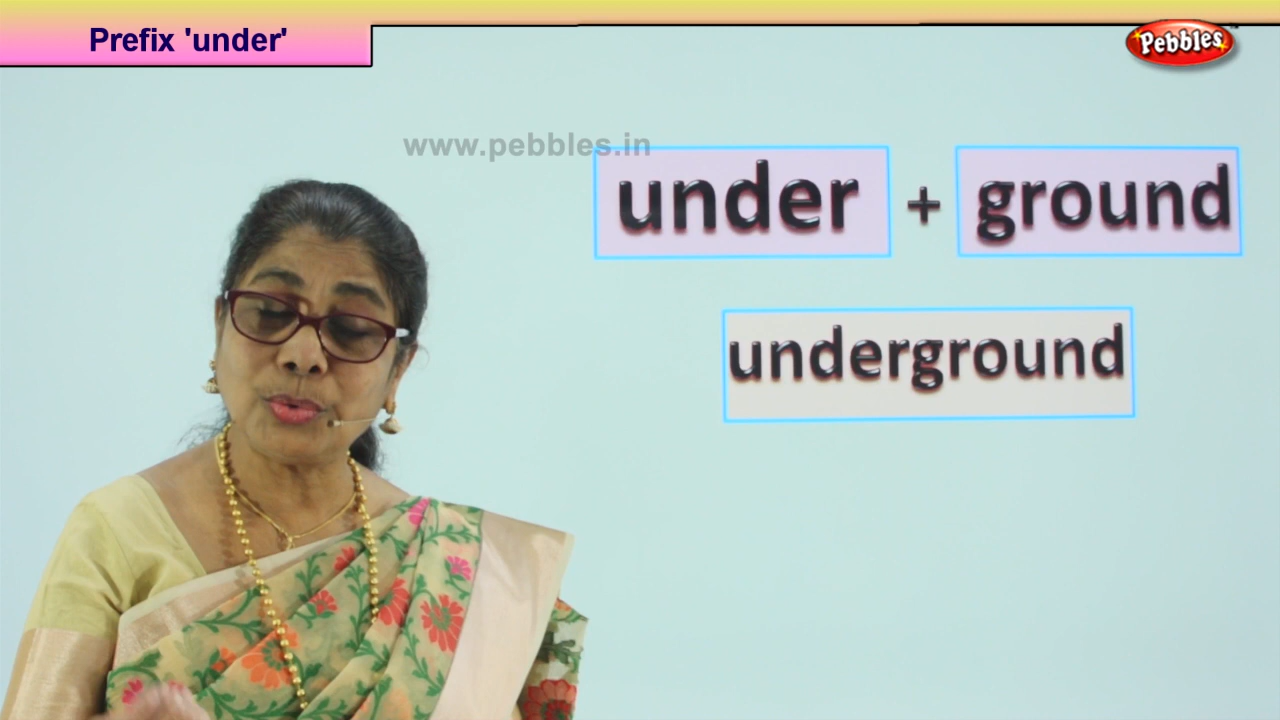 Prefix 'under'
Pebbles
www.pebbles.in
under + ground
underground